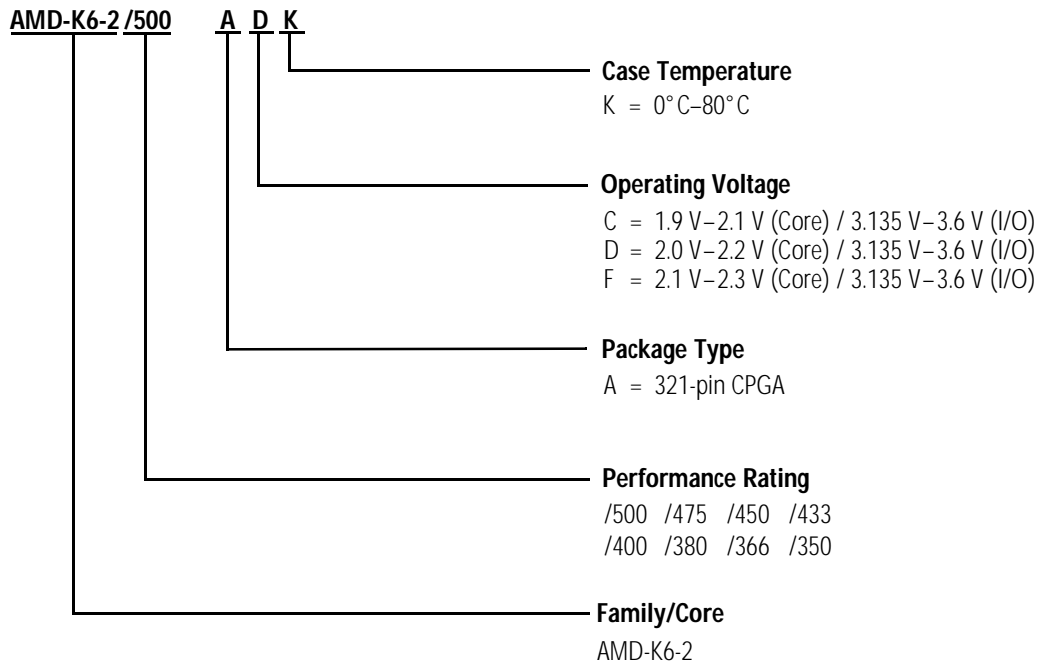 AMD-K6-2 /500 A D K
Case Temperature
K = 0°C–80°C
Operating Voltage
C = 1.9 V–2.1 V (Core) / 3.135 V–3.6 V (I/O)
D = 2.0 V–2.2 V (Core) / 3.135 V–3.6 V (I/O)
F = 2.1 V–2.3 V (Core) / 3.135 V–3.6 V (I/O)
Package Type
A = 321-pin CPGA
Performance Rating
/500 /475 /450 /433
/400 /380 /366 /350
Family/Core
AMD-K6-2